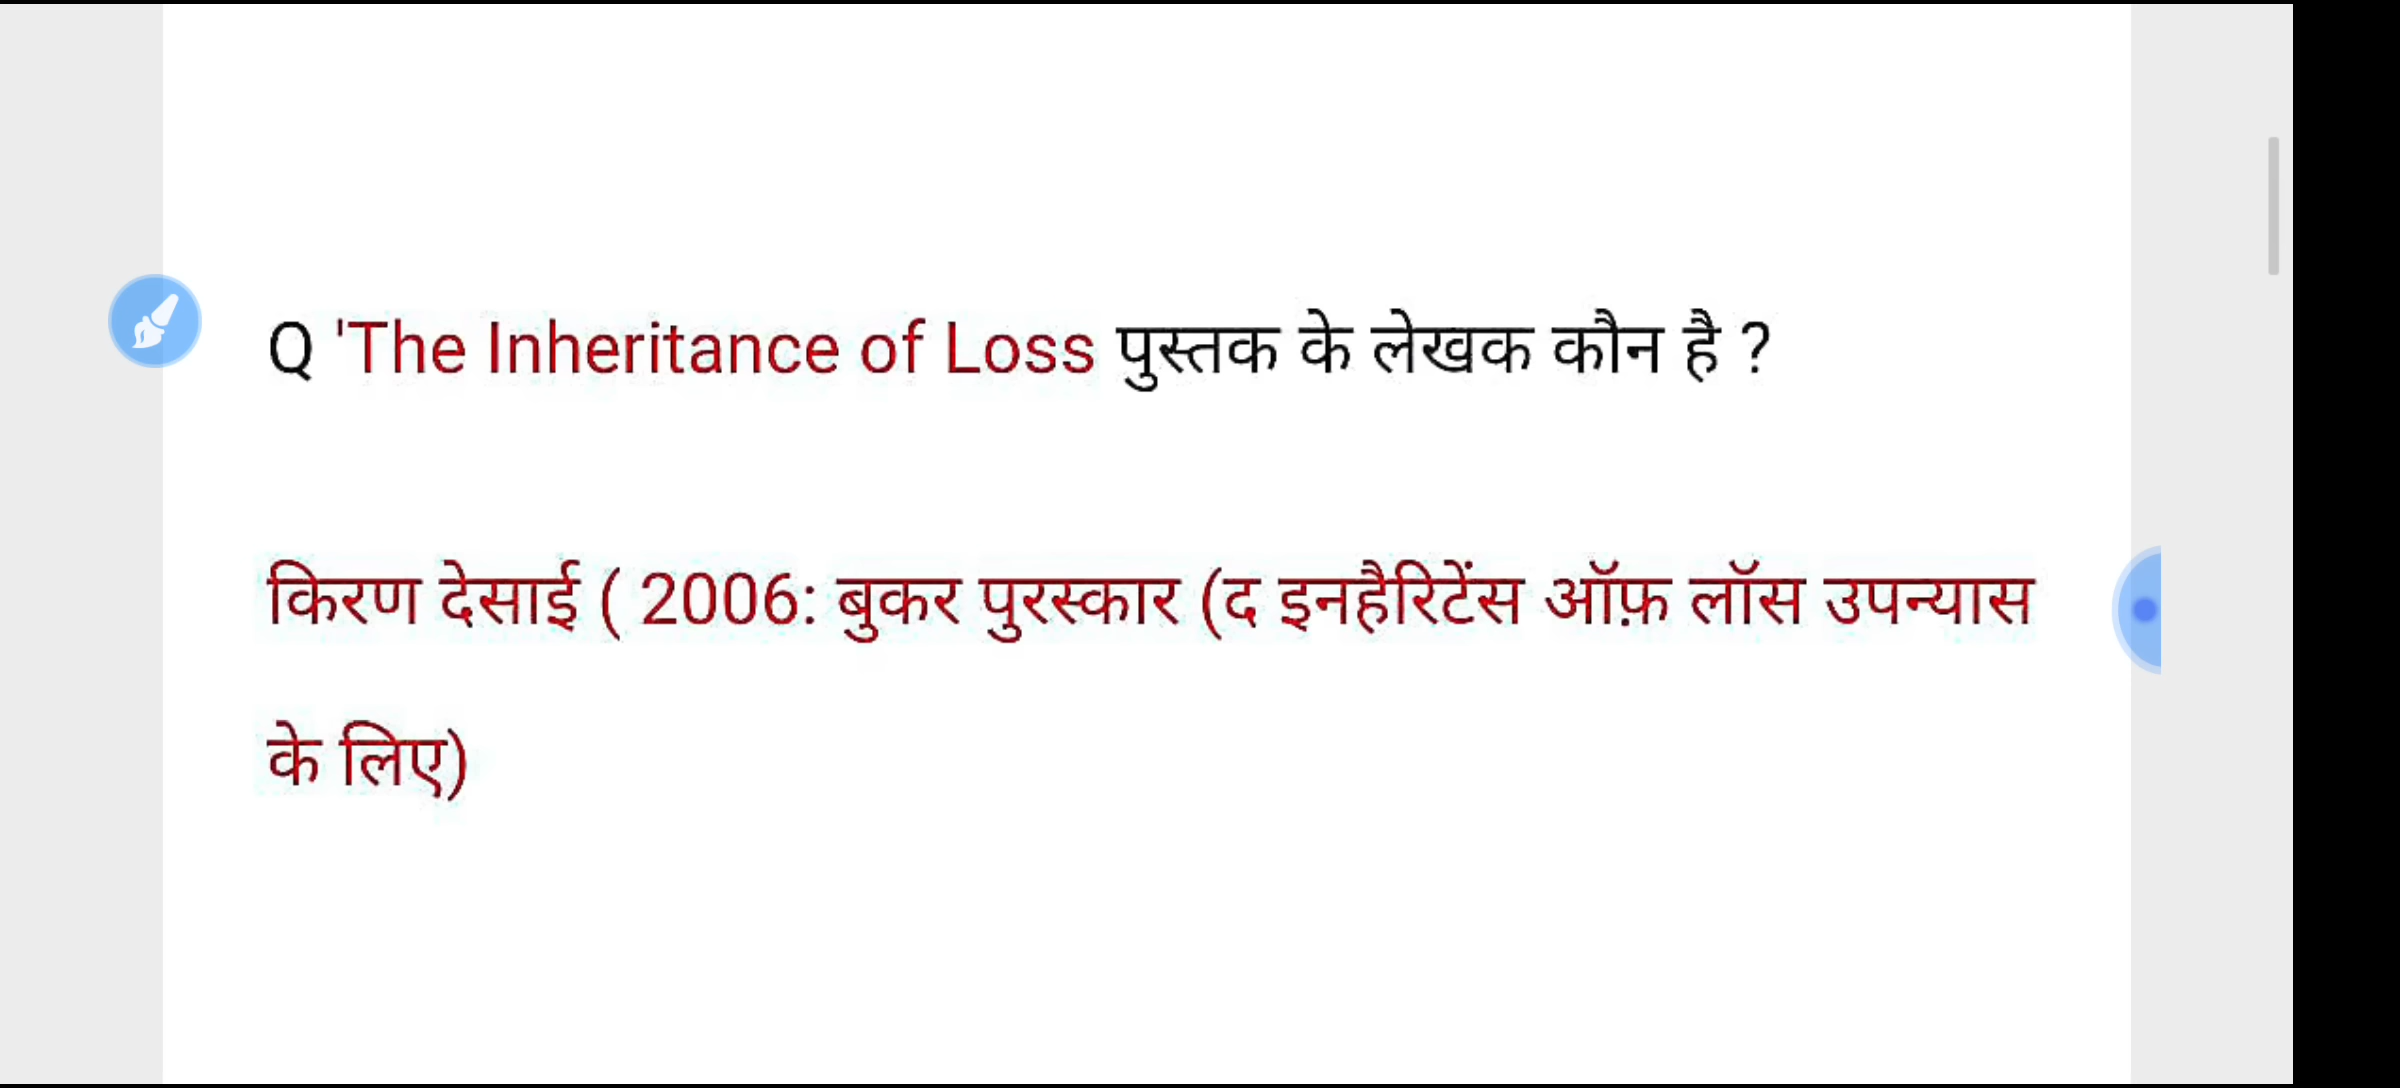 Q 'The Inheritance of Loss पुस्तक के लेखक कौन है ?
किरण देसाई ( 2006: बुकर पुरस्कार (द इनहैरिटेंस ऑफ़ लॉस उपन्यास
के लिए)